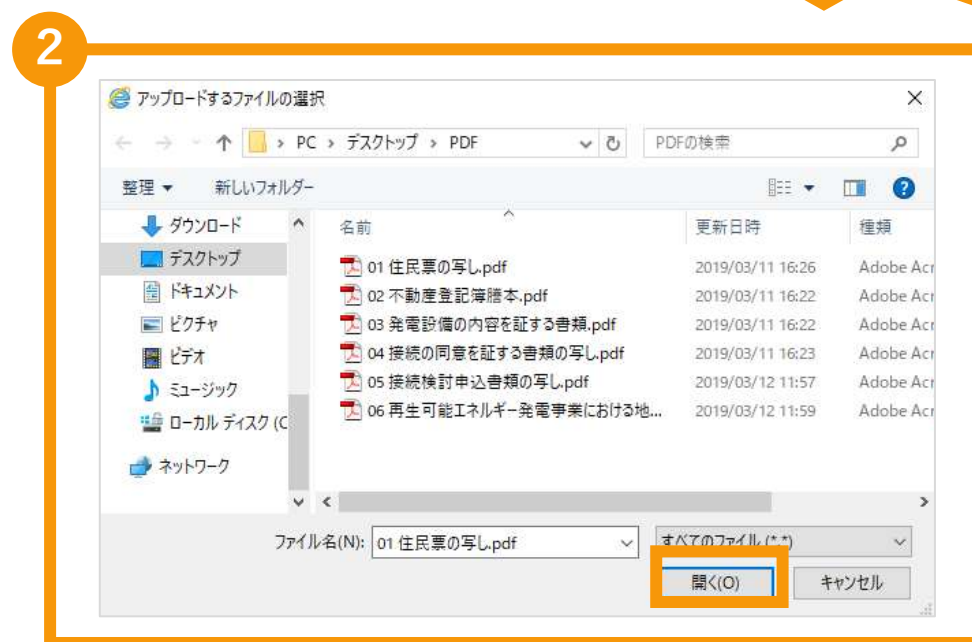 2
アップロードするファイルの選択
PC > デスクトップ > PDF
PDFの検索
整理
新しいフォルダー
ダウンロード
デスクトップ
ドキュメント
ピクチャ
ビデオ
ミュージック
ローカル ディスク (C
ネットワーク
名前 更新日時 種類
01 住民票の写し.pdf 2019/03/11 16:26 Adobe Acr
02 不動産登記簿謄本.pdf 2019/03/11 16:22 Adobe Acr
03 発電設備の内容を証する書類.pdf 2019/03/11 16:22 Adobe Acr
04 接続の同意を証する書類の写し.pdf 2019/03/11 16:23 Adobe Acr
05 接続検討申込書類の写し.pdf 2019/03/12 11:57 Adobe Acr
06 再生可能エネルギー発電事業における地... 2019/03/12 11:59 Adobe Acr
ファイル名(N): 01 住民票の写し.pdf
すべてのファイル (*.*)
開く(O) キャンセル